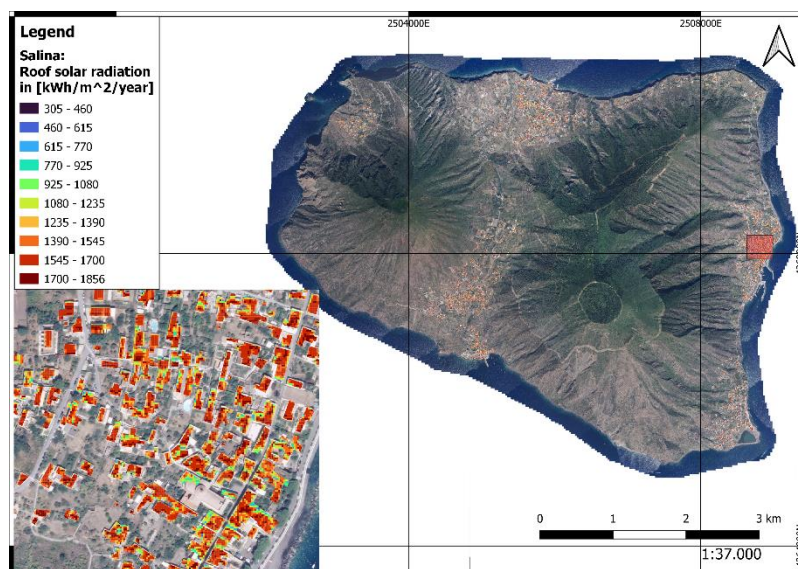 Legend
Salina:
Roof solar radiation
in [kWh/m^2/year]
305 - 460
460 - 615
615 - 770
770 - 925
925 - 1080
1080 - 1235
1235 - 1390
1390 - 1545
1545 - 1700
1700 - 1856
2504000E
2508000E
0 1 2 3 km
1:37.000